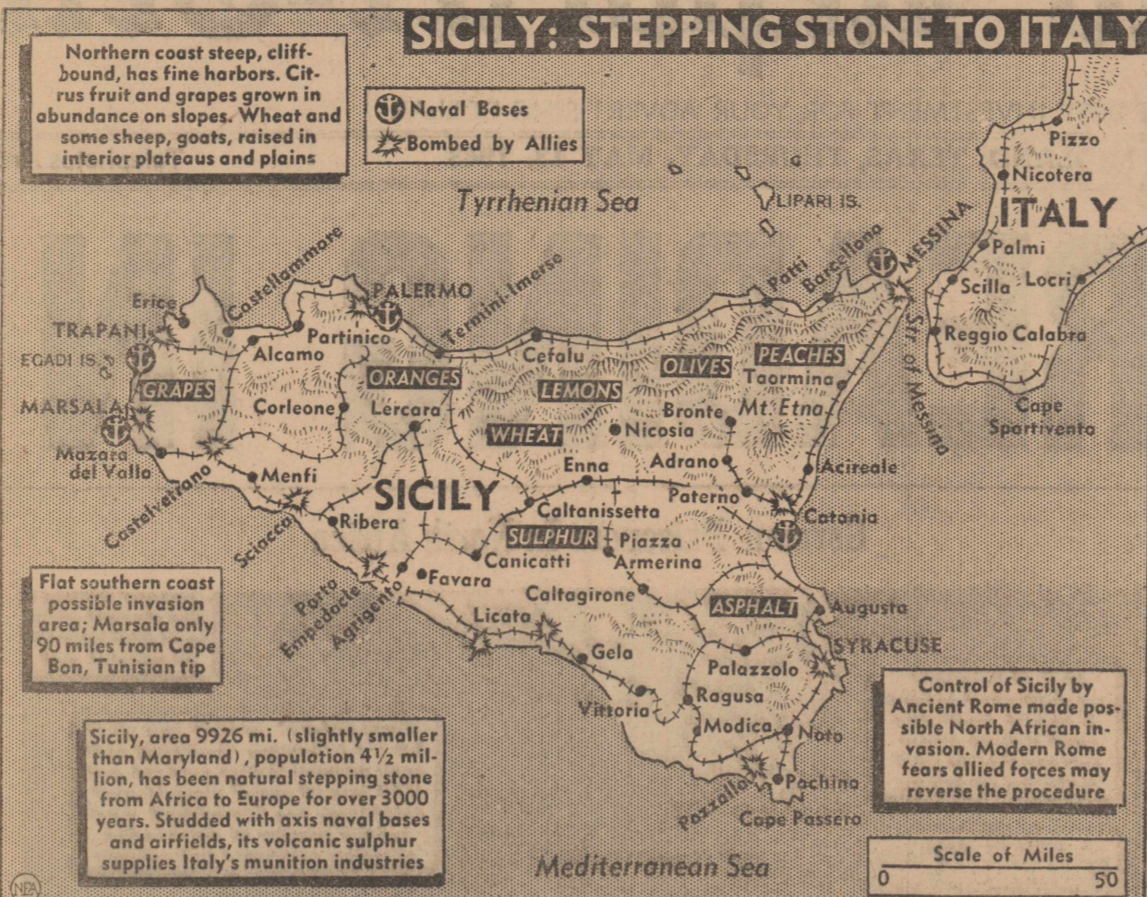 SICILY: STEPPING STONE TO ITALY
Northern coast steep, cliff-
bound, has fine harbors. Cit-
rus fruit and grapes grown in
abundance on slopes. Wheat and
some sheep, goats, raised in
interior plateaus and plains
Naval Bases
Bombed by Allies
Tyrrhenian Sea
LIPARI IS.
Pizzo
Nicotera
ITALY
Palmi
Scilla
Locri
Reggio Calabra
Cape
Spartivento
MESSINA
Str. of Messina
Barcellona
Patti
Erice
Castellammare
TRAPANI
PALERMO
Partinico
Termini-Imerse
EGADI IS.
Alcamo
Cefalu
OLIVES
PEACHES
GRAPES
ORANGES
LEMONS
Taormina
MARSALA
Corleone
Lercara
Bronte
Mt. Etna
WHEAT
Nicosia
Mazara
del Vallo
Menfi
Enna
Adrano
Acireale
Castelvetrano
SICILY
Paterno
Sciacca
Ribera
Caltanissetta
Catania
SULPHUR
Piazza
Armerina
Canicatti
Favara
Porto
Empedocle
Agrigento
Caltagirone
ASPHALT
Augusta
Licata
SYRACUSE
Gela
Palazzolo
Vittoria
Ragusa
Modica
Noto
Pozzallo
Pachino
Cape Passero
Flat southern coast
possible invasion
area; Marsala only
90 miles from Cape
Bon, Tunisian tip
Sicily, area 9926 mi. (slightly smaller
than Maryland), population 4½ mil-
lion, has been natural stepping stone
from Africa to Europe for over 3000
years. Studded with axis naval bases
and airfields, its volcanic sulphur
supplies Italy's munition industries
Control of Sicily by
Ancient Rome made pos-
sible North African in-
vasion. Modern Rome
fears allied forces may
reverse the procedure
Mediterranean Sea
Scale of Miles
0 50
NEA